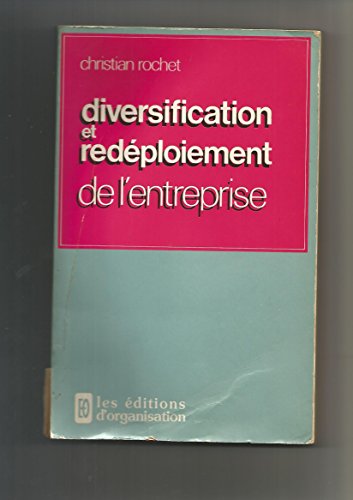 christian rochet
diversification
et
redéploiement
de l'entreprise
les éditions
d'organisation